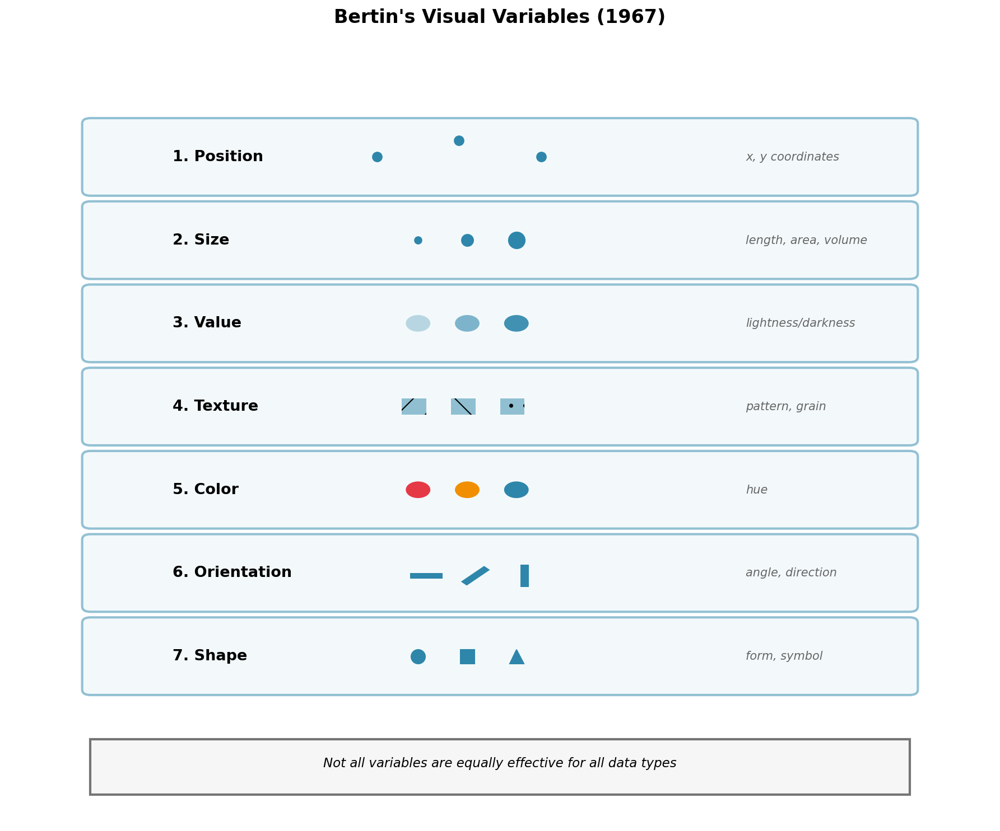 Bertin's Visual Variables (1967)
1. Position
x, y coordinates
2. Size
length, area, volume
3. Value
lightness/darkness
4. Texture
pattern, grain
5. Color
hue
6. Orientation
angle, direction
7. Shape
form, symbol
Not all variables are equally effective for all data types